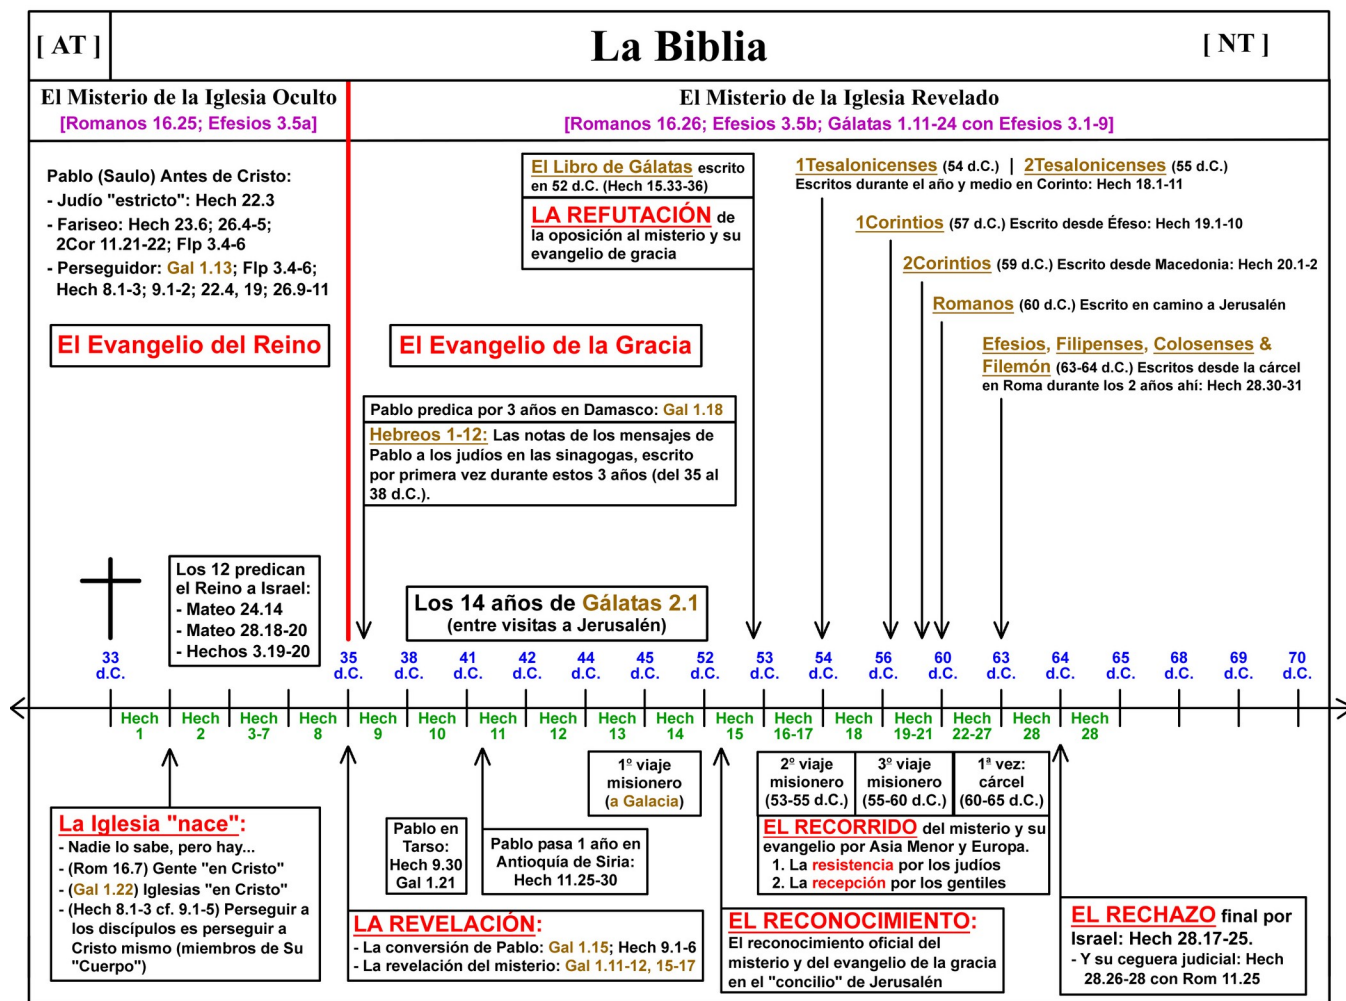 [ AT ]
La Biblia
[ NT ]
El Misterio de la Iglesia Oculto
[Romanos 16.25; Efesios 3.5a]
El Misterio de la Iglesia Revelado
[Romanos 16.26; Efesios 3.5b; Gálatas 1.11-24 con Efesios 3.1-9]
Pablo (Saulo) Antes de Cristo:
- Judío "estricto": Hech 22.3
- Fariseo: Hech 23.6; 26.4-5;
2Cor 11.21-22; Flp 3.4-6
- Perseguidor: Gal 1.13; Flp 3.4-6;
Hech 8.1-3; 9.1-2; 22.4, 19; 26.9-11
El Evangelio del Reino
El Libro de Gálatas escrito
en 52 d.C. (Hech 15.33-36)
LA REFUTACIÓN de
la oposición al misterio y su
evangelio de gracia
1Tesalonicenses (54 d.C.) | 2Tesalonicenses (55 d.C.)
Escritos durante el año y medio en Corinto: Hech 18.1-11
1Corintios (57 d.C.) Escrito desde Éfeso: Hech 19.1-10
2Corintios (59 d.C.) Escrito desde Macedonia: Hech 20.1-2
Romanos (60 d.C.) Escrito en camino a Jerusalén
Efesios, Filipenses, Colosenses &
Filemón (63-64 d.C.) Escritos desde la cárcel
en Roma durante los 2 años ahí: Hech 28.30-31
El Evangelio de la Gracia
Pablo predica por 3 años en Damasco: Gal 1.18
Hebreos 1-12: Las notas de los mensajes de
Pablo a los judíos en las sinagogas, escrito
por primera vez durante estos 3 años (del 35 al
38 d.C.).
Los 12 predican
el Reino a Israel:
- Mateo 24.14
- Mateo 28.18-20
- Hechos 3.19-20
Los 14 años de Gálatas 2.1
(entre visitas a Jerusalén)
33 35 38 41 42 44 45 52 53 54 56 60 63 64 65 68 69 70
d.C. d.C. d.C. d.C. d.C. d.C. d.C. d.C. d.C. d.C. d.C. d.C. d.C. d.C. d.C. d.C. d.C. d.C.
Hech Hech Hech Hech Hech Hech Hech Hech Hech Hech Hech Hech Hech Hech Hech Hech Hech
1 2 3-7 8 9 10 11 12 13 14 15 16-17 18 19-21 22-27 28 28
La Iglesia "nace":
- Nadie lo sabe, pero hay...
- (Rom 16.7) Gente "en Cristo"
- (Gal 1.22) Iglesias "en Cristo"
- (Hech 8.1-3 cf. 9.1-5) Perseguir a
los discípulos es perseguir a
Cristo mismo (miembros de Su
"Cuerpo")
Pablo en
Tarso:
Hech 9.30
Gal 1.21
Pablo pasa 1 año en
Antioquía de Siria:
Hech 11.25-30
1º viaje
misionero
(a Galacia)
LA REVELACIÓN:
- La conversión de Pablo: Gal 1.15; Hech 9.1-6
- La revelación del misterio: Gal 1.11-12, 15-17
2º viaje
misionero
(53-55 d.C.)
3º viaje
misionero
(55-60 d.C.)
1ª vez:
cárcel
(60-65 d.C.)
EL RECORRIDO del misterio y su
evangelio por Asia Menor y Europa.
1. La resistencia por los judíos
2. La recepción por los gentiles
EL RECONOCIMIENTO:
El reconocimiento oficial del
misterio y del evangelio de la gracia
en el "concilio" de Jerusalén
EL RECHAZO final por
Israel: Hech 28.17-25.
- Y su ceguera judicial: Hech
28.26-28 con Rom 11.25